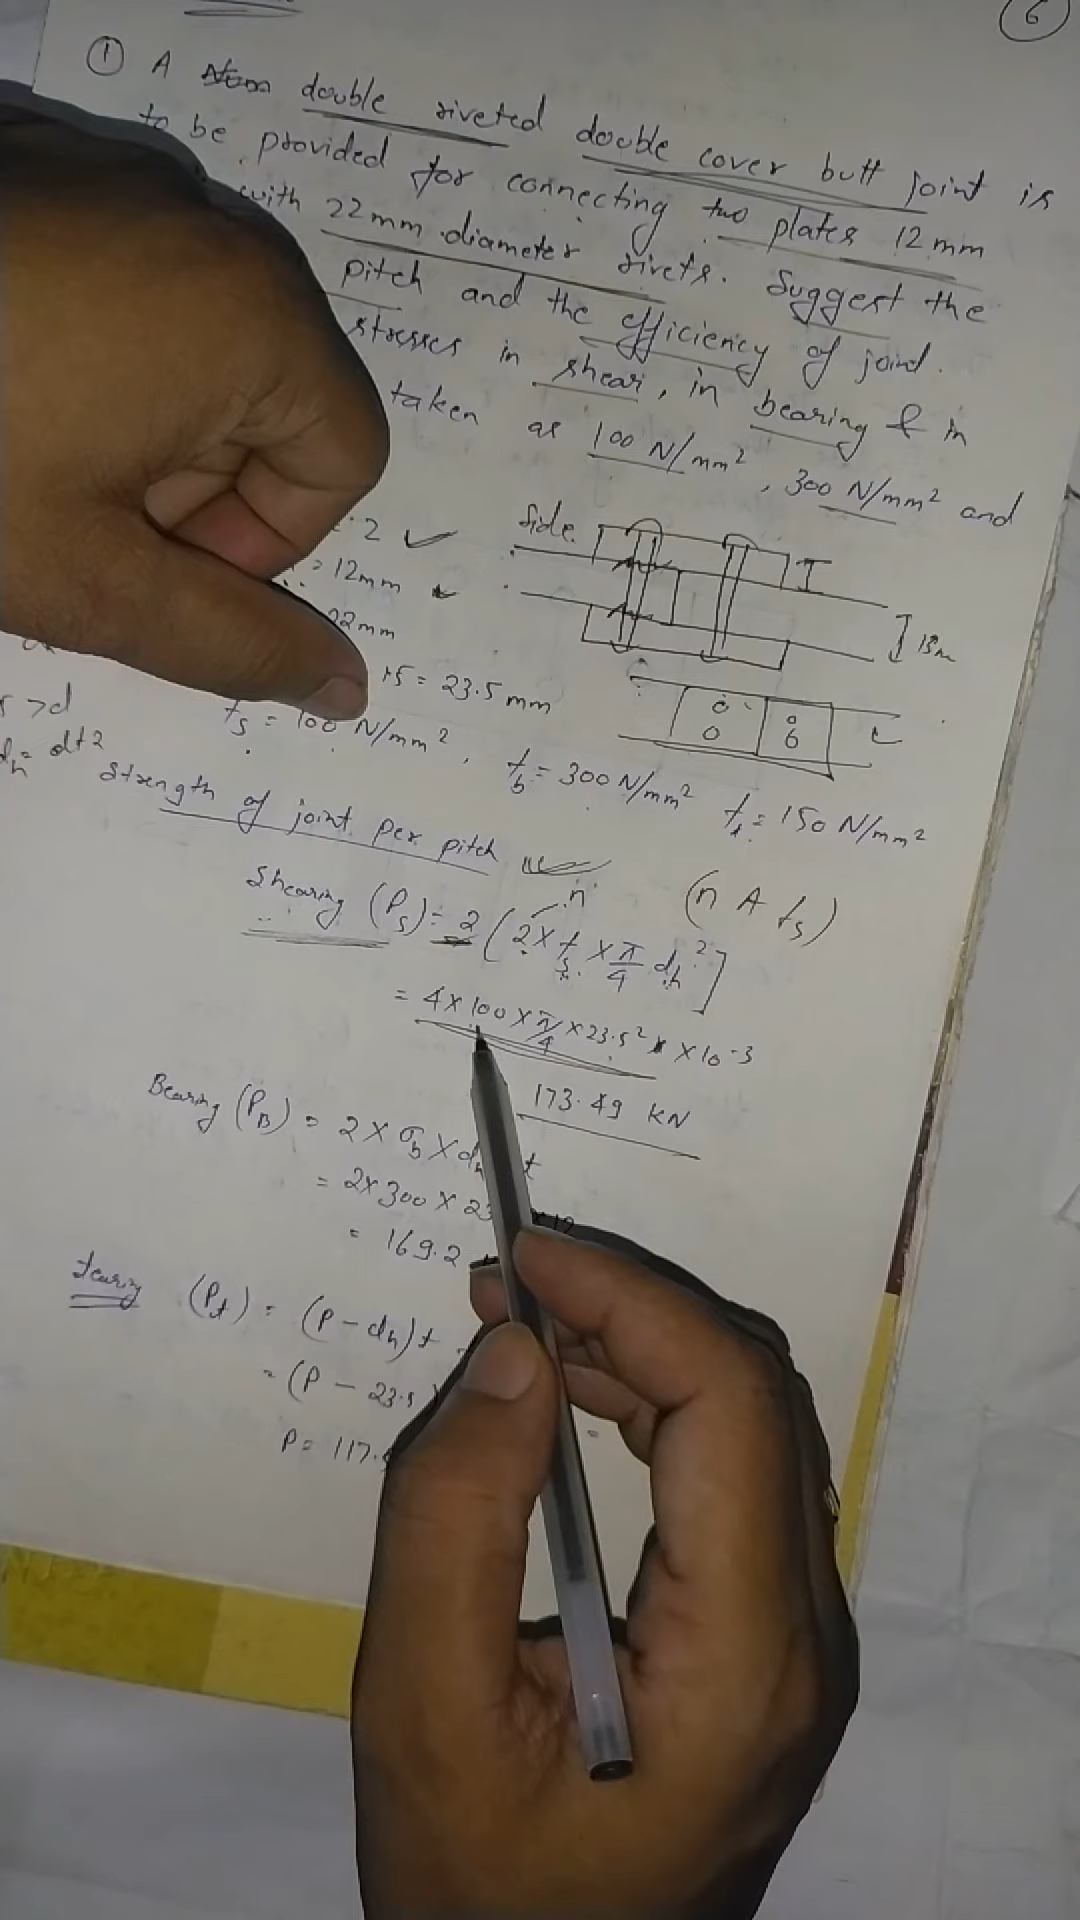 6
① A double riveted double cover butt joint is
to be provided for connecting two plates 12 mm
with 22mm diameter rivets. Suggest the
pitch and the efficiency of joint.
stresses in shear, in bearing & in
taken as 100 N/mm², 300 N/mm² and
2 ✓
Side
= 12mm
22mm
+1.5 = 23.5 mm
> d
fs = 100 N/mm², fb = 300 N/mm² ft = 150 N/mm²
Strength of joint per pitch
n
(n A fs)
Shearing (Ps) = 2 [2 × fs × π/4 dh²]
= 4 × 100 × π/4 × 23.5² × 10-3
173.49 kN
Bearing (PB) = 2 × σb × dh t
= 2 × 300 × 23 × 12
= 169.2
Tearing (Pt) = (P - dh) t
= (P - 23.5
P = 117.